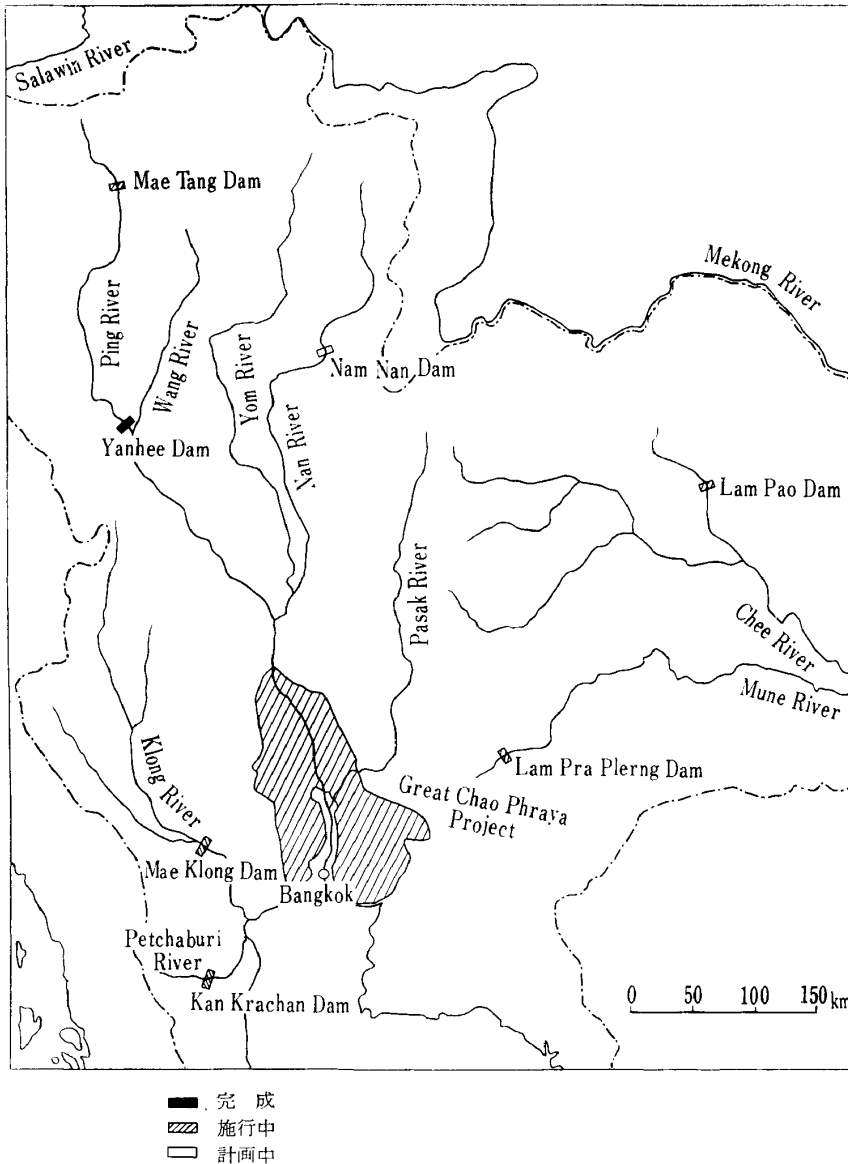 Salawin River
Mae Tang Dam
Mekong River
Ping River
Wang River
Yom River
Nam Nan Dam
Nan River
Yanhee Dam
Lam Pao Dam
Pasak River
Chee River
Mune River
Klong River
Lam Pra Plerng Dam
Great Chao Phraya
Project
Mae Klong Dam
Bangkok
Petchaburi
River
Kan Krachan Dam
0 50 100 150 km
完成
施行中
計画中